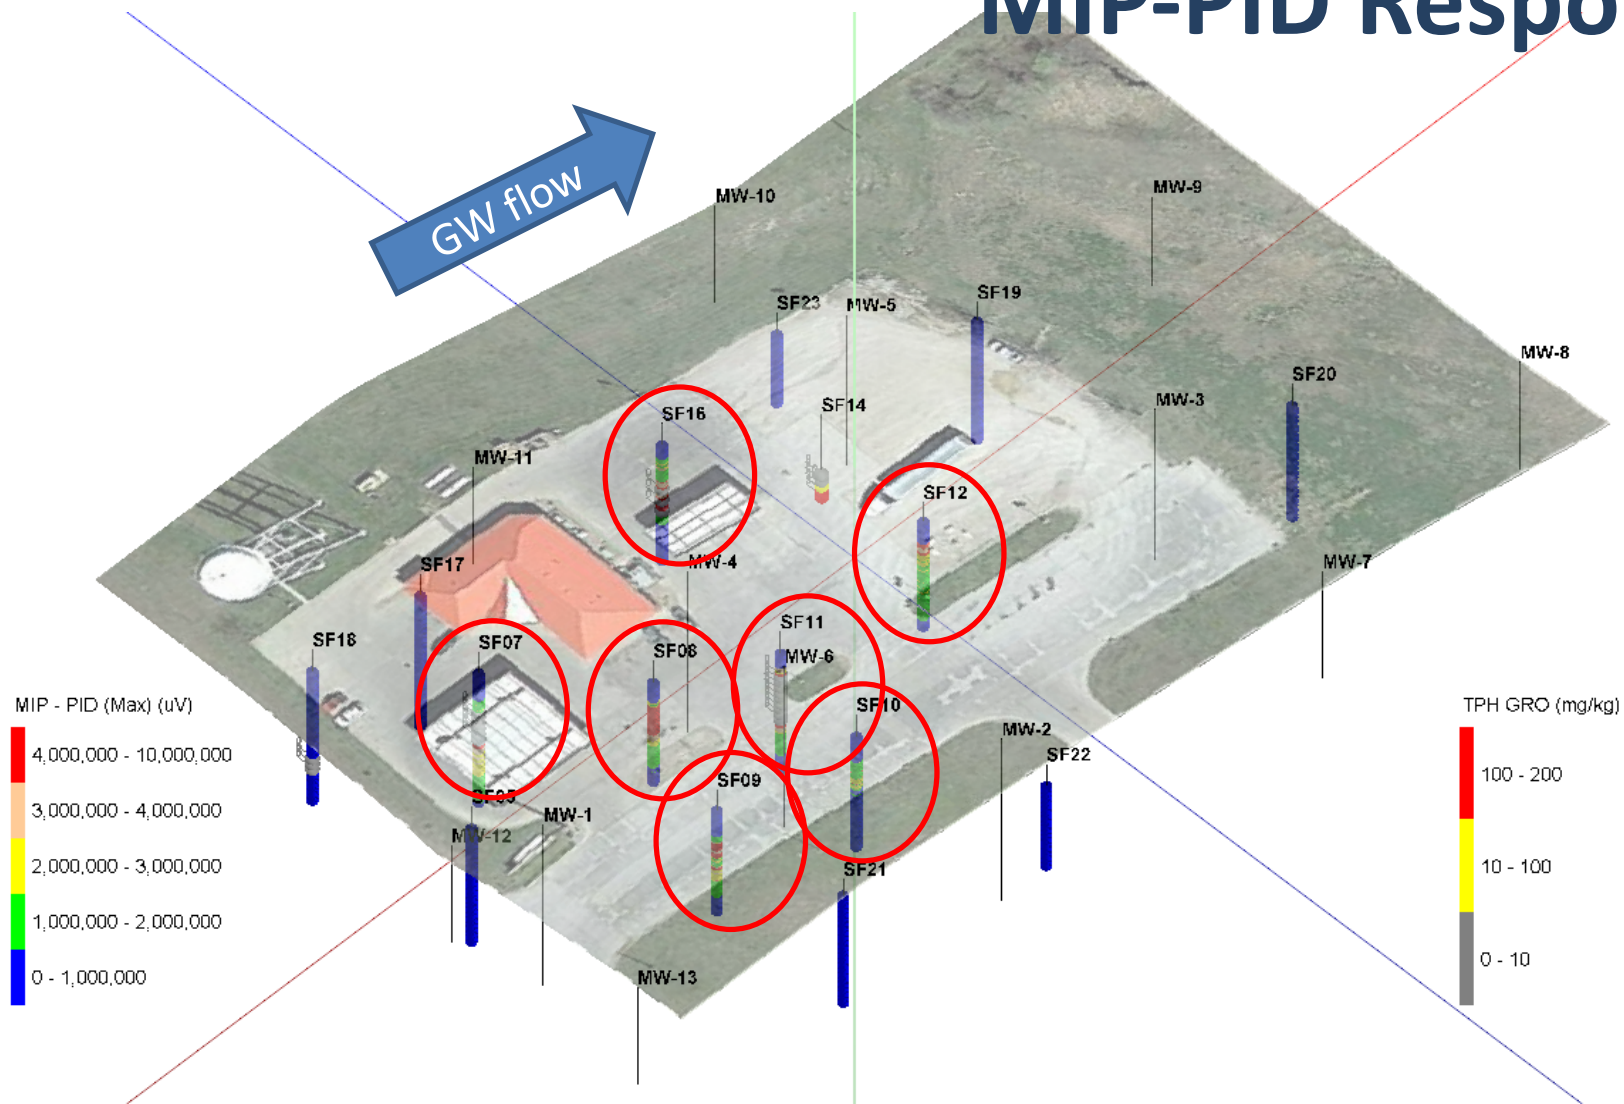 MIP-PID Respo
GW flow
MW-10
MW-9
SF23
MW-5
SF19
MW-8
SF20
MW-3
SF14
SF16
MW-11
SF12
SF17
MW-4
MW-7
SF11
SF18
SF07
SF08
MW-6
SF10
MW-2
SF22
SF09
SF05
MW-1
MW-12
SF21
MW-13
MIP - PID (Max) (uV)
4,000,000 - 10,000,000
3,000,000 - 4,000,000
2,000,000 - 3,000,000
1,000,000 - 2,000,000
0 - 1,000,000
TPH GRO (mg/kg)
100 - 200
10 - 100
0 - 10